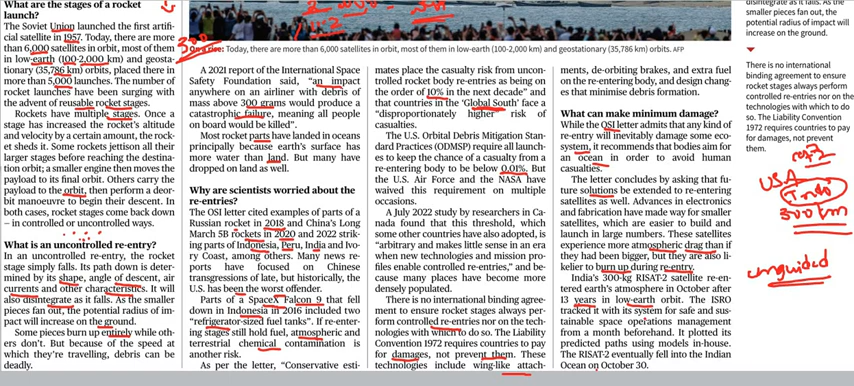 What are the stages of a rocket
launch?
The Soviet Union launched the first artifi-
cial satellite in 1957. Today, there are more
than 6,000 satellites in orbit, most of them
in low-earth (100-2,000 km) and geosta-
tionary (35,786 km) orbits, placed there in
more than 5,000 launches. The number of
rocket launches have been surging with
the advent of reusable rocket stages.
Rockets have multiple stages. Once a
stage has increased the rocket's altitude
and velocity by a certain amount, the rock-
et sheds it. Some rockets jettison all their
larger stages before reaching the destina-
tion orbit; a smaller engine then moves the
payload to its final orbit. Others carry the
payload to the orbit, then perform a deor-
bit manoeuvre to begin their descent. In
both cases, rocket stages come back down
– in controlled or uncontrolled ways.
What is an uncontrolled re-entry?
In an uncontrolled re-entry, the rocket
stage simply falls. Its path down is deter-
mined by its shape, angle of descent, air
currents and other characteristics. It will
also disintegrate as it falls. As the smaller
pieces fan out, the potential radius of im-
pact will increase on the ground.
Some pieces burn up entirely while oth-
ers don't. But because of the speed at
which they're travelling, debris can be
deadly.
300
On a rise: Today, there are more than 6,000 satellites in orbit, most of them in low-earth (100-2,000 km) and geostationary (35,786 km) orbits. AFP
A 2021 report of the International Space
Safety Foundation said, "an impact
anywhere on an airliner with debris of
mass above 300 grams would produce a
catastrophic failure, meaning all people
on board would be killed".
Most rocket parts have landed in oceans
principally because earth's surface has
more water than land. But many have
dropped on land as well.
Why are scientists worried about the
re-entries?
The OSI letter cited examples of parts of a
Russian rocket in 2018 and China's Long
March 5B rockets in 2020 and 2022 strik-
ing parts of Indonesia, Peru, India and Ivo-
ry Coast, among others. Many news re-
ports have focused on Chinese
transgressions of late, but historically, the
U.S. has been the worst offender.
Parts of a SpaceX Falcon 9 that fell
down in Indonesia in 2016 included two
"refrigerator-sized fuel tanks". If re-enter-
ing stages still hold fuel, atmospheric and
terrestrial chemical contamination is
another risk.
As per the letter, "Conservative esti-
mates place the casualty risk from uncon-
trolled rocket body re-entries as being on
the order of 10% in the next decade" and
that countries in the 'Global South' face a
"disproportionately higher" risk of
casualties.
The U.S. Orbital Debris Mitigation Stan-
dard Practices (ODMSP) require all launch-
es to keep the chance of a casualty from a
re-entering body to be below 0.01%. But
the U.S. Air Force and the NASA have
waived this requirement on multiple
occasions.
A July 2022 study by researchers in Ca-
nada found that this threshold, which
some other countries have also adopted, is
"arbitrary and makes little sense in an era
when new technologies and mission pro-
files enable controlled re-entries," and be-
cause many places have become more
densely populated.
There is no international binding agree-
ment to ensure rocket stages always per-
form controlled re-entries nor on the tech-
nologies with which to do so. The Liability
Convention 1972 requires countries to pay
for damages, not prevent them. These
technologies include wing-like attach-
ments, de-orbiting brakes, and extra fuel
on the re-entering body, and design chang-
es that minimise debris formation.
What can make minimum damage?
While the OSI letter admits that any kind of
re-entry will inevitably damage some eco-
system, it recommends that bodies aim for
an ocean in order to avoid human
casualties.
The letter concludes by asking that fu-
ture solutions be extended to re-entering
satellites as well. Advances in electronics
and fabrication have made way for smaller
satellites, which are easier to build and
launch in large numbers. These satellites
experience more atmospheric drag than if
they had been bigger, but they are also li-
kelier to burn up during re-entry.
India's 300-kg RISAT-2 satellite re-en-
tered earth's atmosphere in October after
13 years in low-earth orbit. The ISRO
tracked it with its system for safe and sus-
tainable space operations management
from a month beforehand. It plotted its
predicted paths using models in-house.
The RISAT-2 eventually fell into the Indian
Ocean on October 30.
disintegrate as it falls. As the
smaller pieces fan out, the
potential radius of impact will
increase on the ground.
There is no international
binding agreement to ensure
rocket stages always perform
controlled re-entries nor on the
technologies with which to do
so. The Liability Convention
1972 requires countries to pay
for damages, not prevent
them.
USA
Indo
300 km
unguided